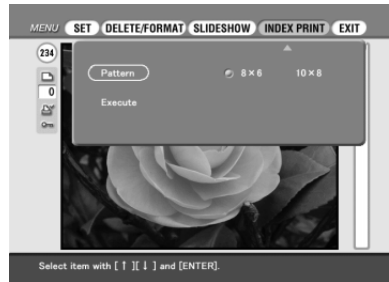 MENU SET DELETE/FORMAT SLIDESHOW INDEX PRINT EXIT
234
Pattern 8×6 10×8
0
Execute
Select item with [↑][↓] and [ENTER].